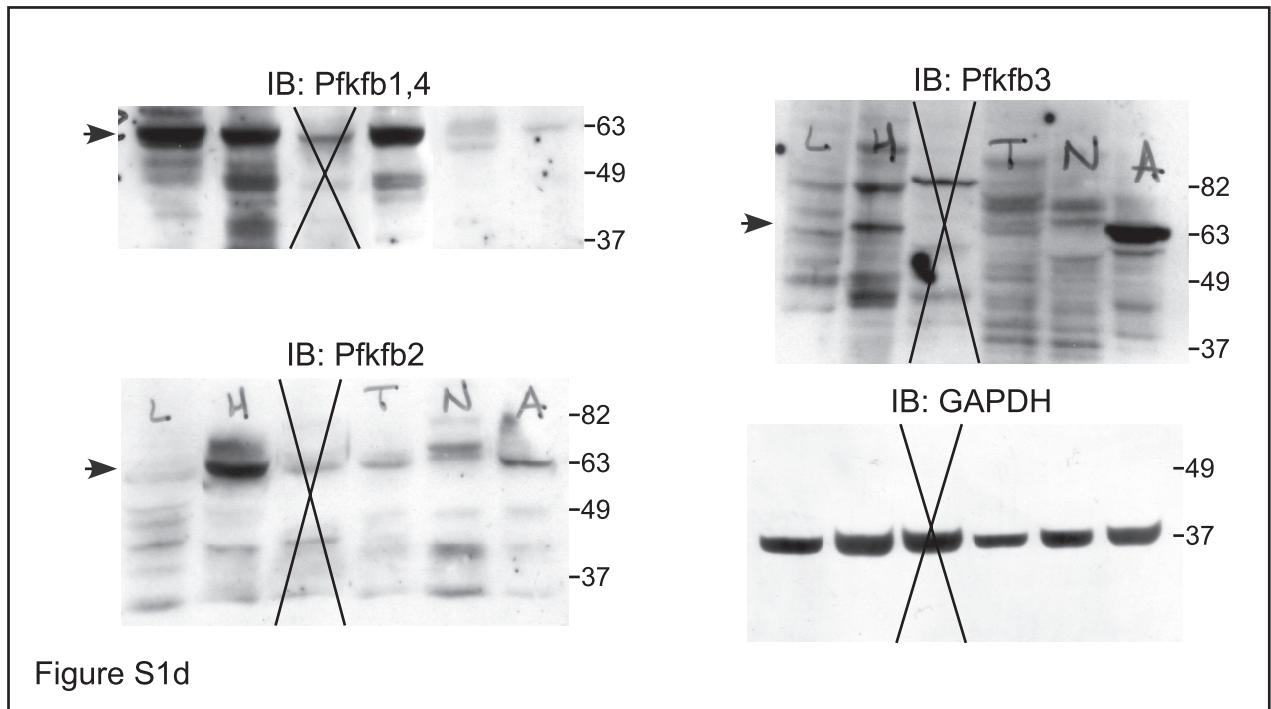 IB: Pfkfb1,4
-63
-49
-37
IB: Pfkfb3
L H T N A
-82
-63
-49
-37
IB: Pfkfb2
L H T N A
-82
-63
-49
-37
IB: GAPDH
-49
-37
Figure S1d